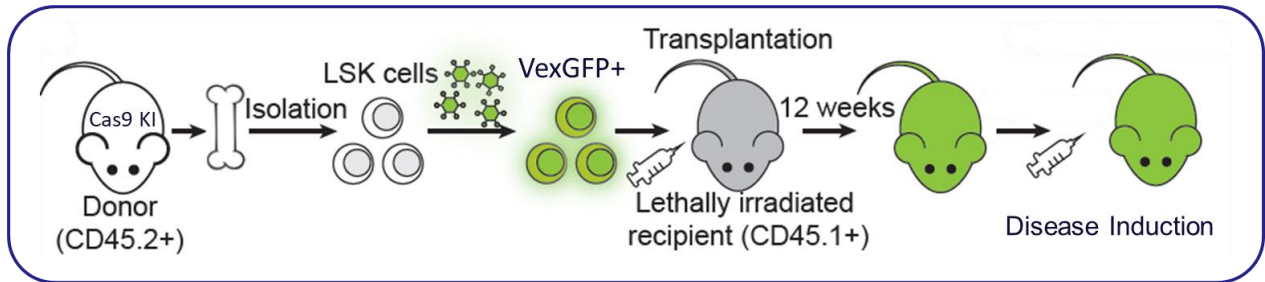 Cas9 KI
Donor
(CD45.2+)
Isolation
LSK cells
VexGFP+
Transplantation
Lethally irradiated
recipient (CD45.1+)
12 weeks
Disease Induction